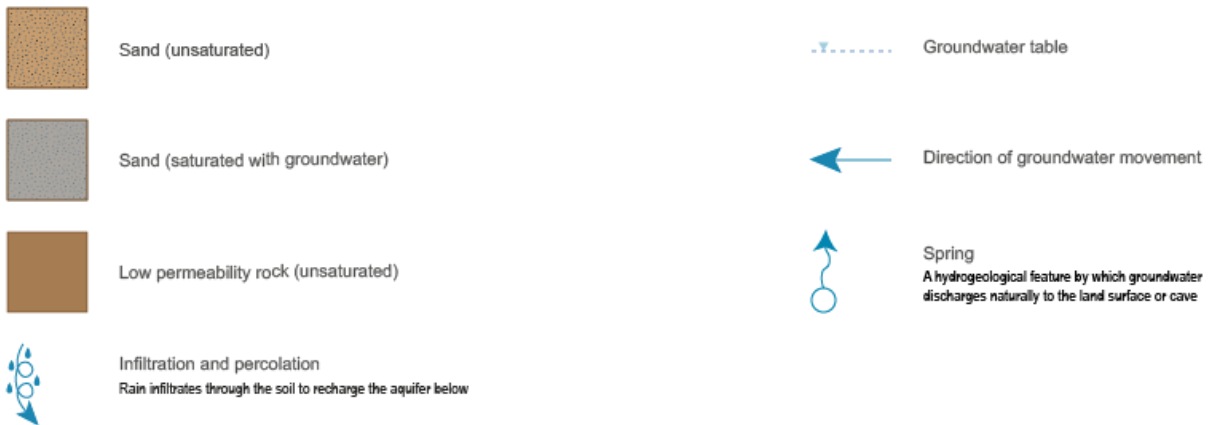 Sand (unsaturated)
Sand (saturated with groundwater)
Low permeability rock (unsaturated)
Infiltration and percolation
Rain infiltrates through the soil to recharge the aquifer below
Groundwater table
Direction of groundwater movement
Spring
A hydrogeological feature by which groundwater
discharges naturally to the land surface or cave